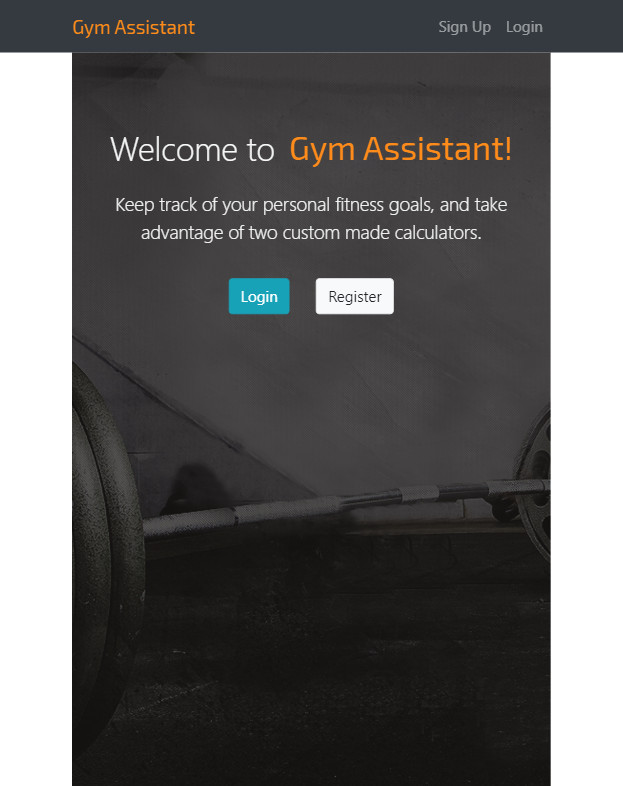 Gym Assistant
Sign Up Login
Welcome to Gym Assistant!
Keep track of your personal fitness goals, and take
advantage of two custom made calculators.
Login Register